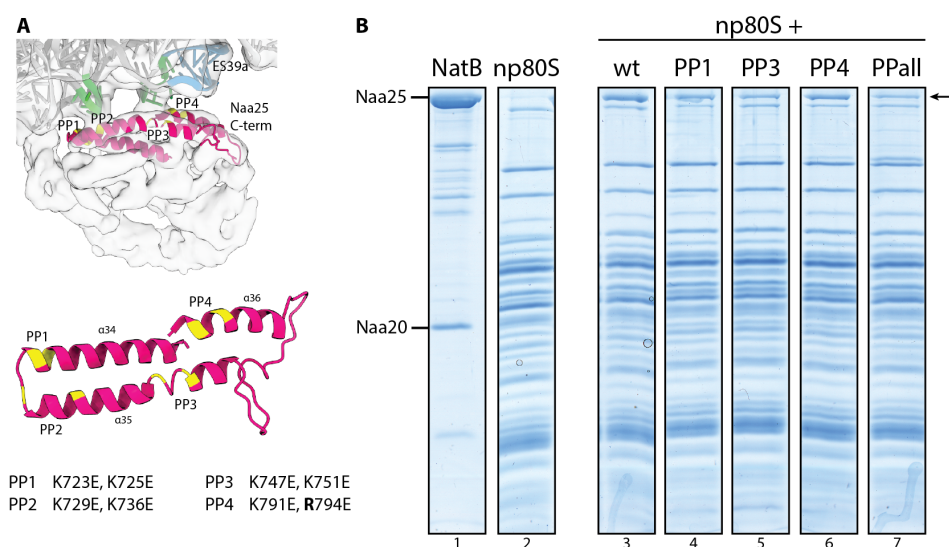 A
ES39a
PP4
Naa25
C-term
PP1
PP2
PP3
PP4
α36
PP1
α34
PP3
α35
PP2
PP1 K723E, K725E
PP2 K729E, K736E
PP3 K747E, K751E
PP4 K791E, R794E
B
np80S +
NatB np80S wt PP1 PP3 PP4 PPall
Naa25
Naa20
1 2 3 4 5 6 7